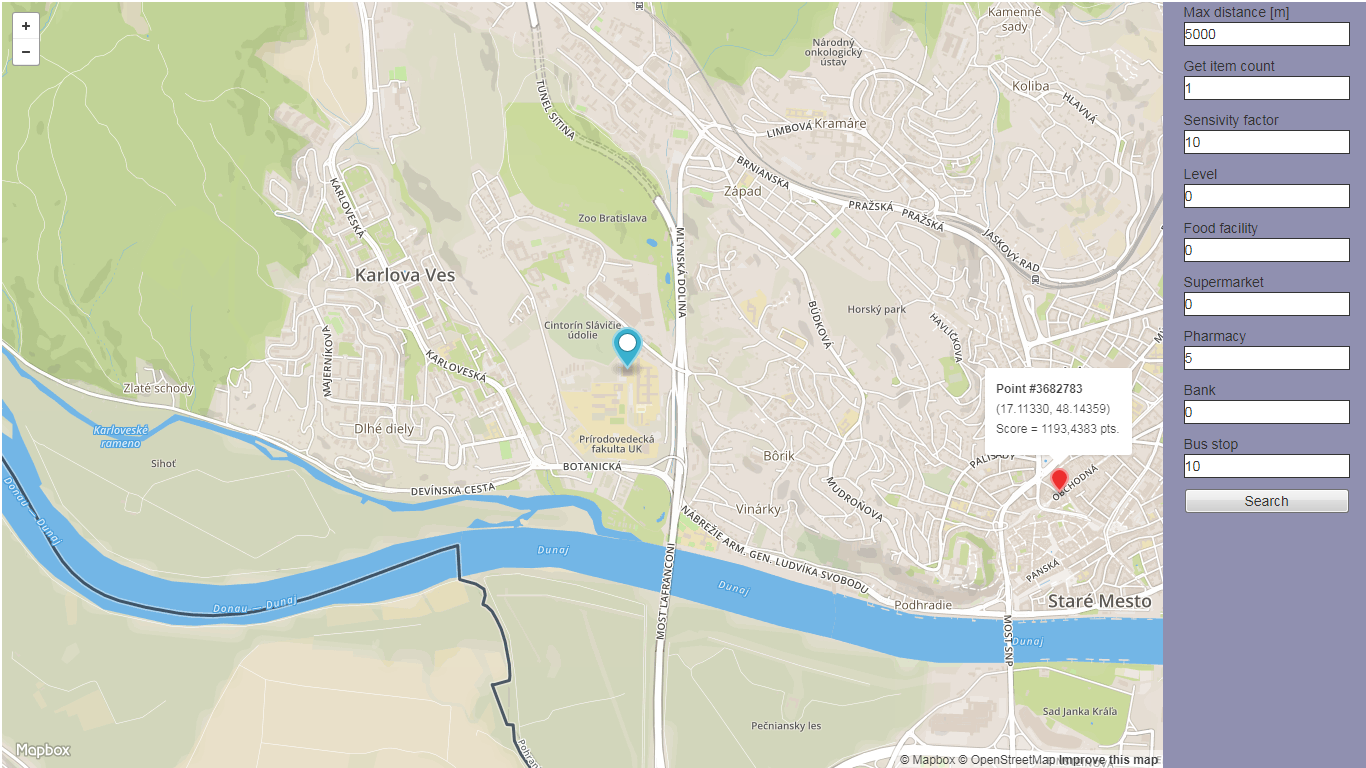 +
−
Kamenné
sady
Národný
onkologický
ústav
Koliba
HLAVNÁ
TUNEL SITINA
LIMBOVÁ
Kramáre
BRNIANSKA
Západ
PRAŽSKÁ
PRAŽSKÁ
JASKOVÝ RAD
KARLOVESKÁ
Zoo Bratislava
MLYNSKÁ DOLINA
Karlova Ves
BÚDKOVÁ
Horský park
HAVLÍČKOVA
Cintorín Slávičie
údolie
MAJERNÍKOVA
KARLOVESKÁ
Zlaté schody
Karloveské
rameno
Dlhé diely
Sihoť
Prírodovedecká
fakulta UK
BOTANICKÁ
DEVÍNSKA CESTA
Bôrik
MUDROŇOVA
Vinárky
PALISÁDY
OBCHODNÁ
Point #3682783
(17.11330, 48.14359)
Score = 1193,4383 pts.
NÁBREŽIE ARM. GEN. LUDVIKA SVOBODU
PANSKÁ
Podhradie
Staré Mesto
Donau
Dunaj
Donau
Dunaj
Dunaj
Dunaj
Dunaj
MOST LAFRANCONI
MOST SNP
Sad Janka Kráľa
Pečniansky les
Mapbox
© Mapbox © OpenStreetMap Improve this map
Max distance [m]
5000
Get item count
1
Sensivity factor
10
Level
0
Food facility
0
Supermarket
0
Pharmacy
5
Bank
0
Bus stop
10
Search